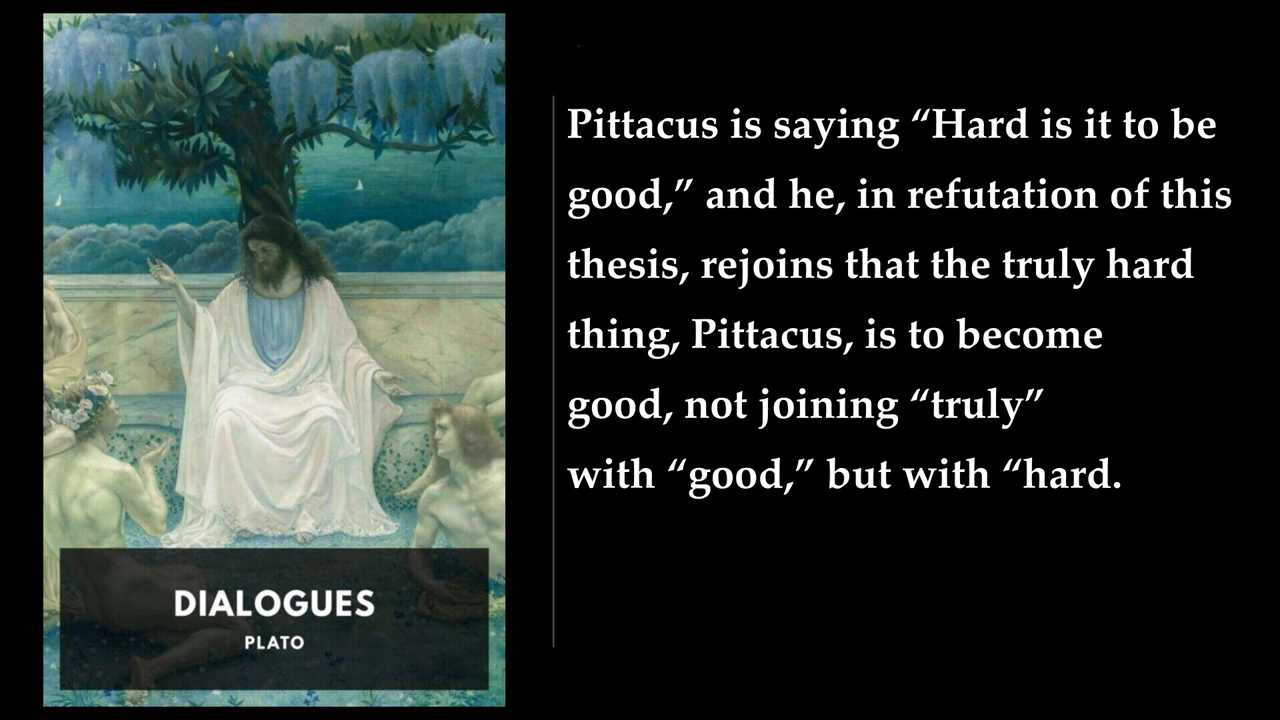 DIALOGUES
PLATO
Pittacus is saying “Hard is it to be
good,” and he, in refutation of this
thesis, rejoins that the truly hard
thing, Pittacus, is to become
good, not joining “truly”
with “good,” but with “hard.